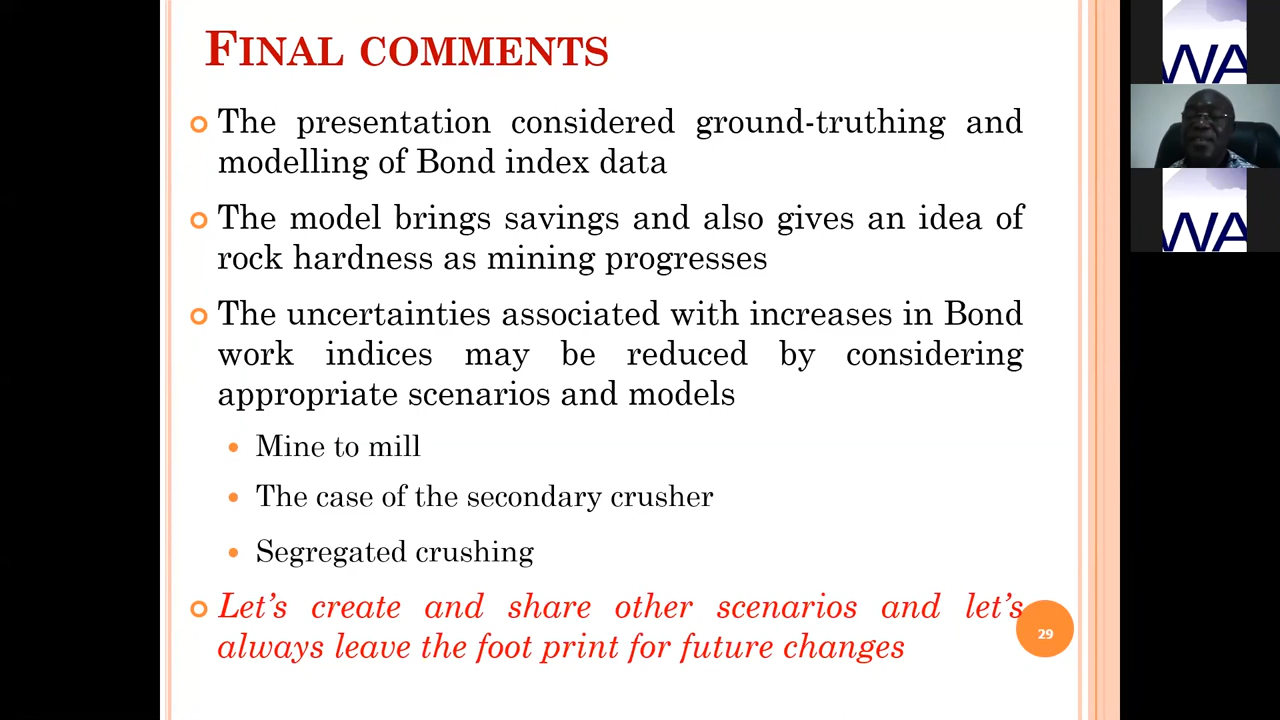 FINAL COMMENTS
The presentation considered ground-truthing and
modelling of Bond index data
The model brings savings and also gives an idea of
rock hardness as mining progresses
The uncertainties associated with increases in Bond
work indices may be reduced by considering
appropriate scenarios and models
Mine to mill
The case of the secondary crusher
Segregated crushing
Let's create and share other scenarios and let's
always leave the foot print for future changes
29
WA
WA